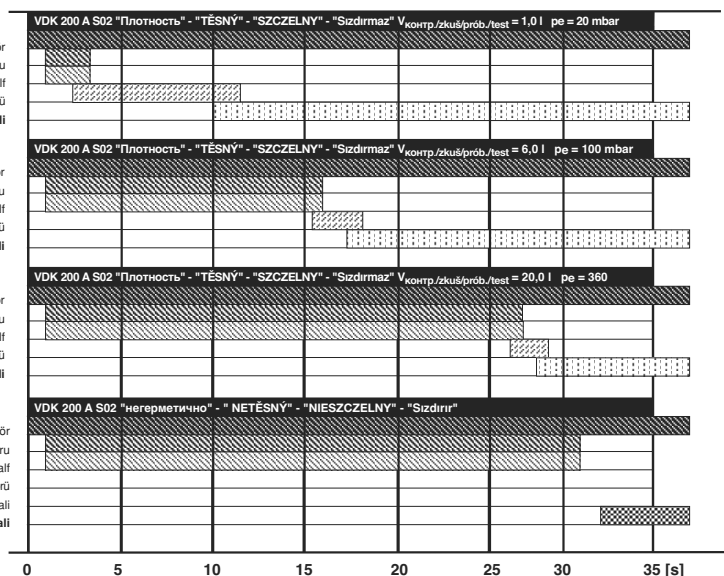 VDK 200 A S02 "Плотность" - "TĚSNÝ" - "SZCZELNY" - "Sızdırmaz" Vконтр./zkuš/prób./test = 1,0 l pe = 20 mbar
VDK 200 A S02 "Плотность" - "TĚSNÝ" - "SZCZELNY" - "Sızdırmaz" Vконтр./zkuš/prób./test = 6,0 l pe = 100 mbar
VDK 200 A S02 "Плотность" - "TĚSNÝ" - "SZCZELNY" - "Sızdırmaz" Vконтр./zkuš/prób./test = 20,0 l pe = 360
VDK 200 A S02 "негерметично" - " NETĚSNÝ" - "NIESZCZELNY" - "Sızdırır"
0 5 10 15 20 25 30 35 [s]